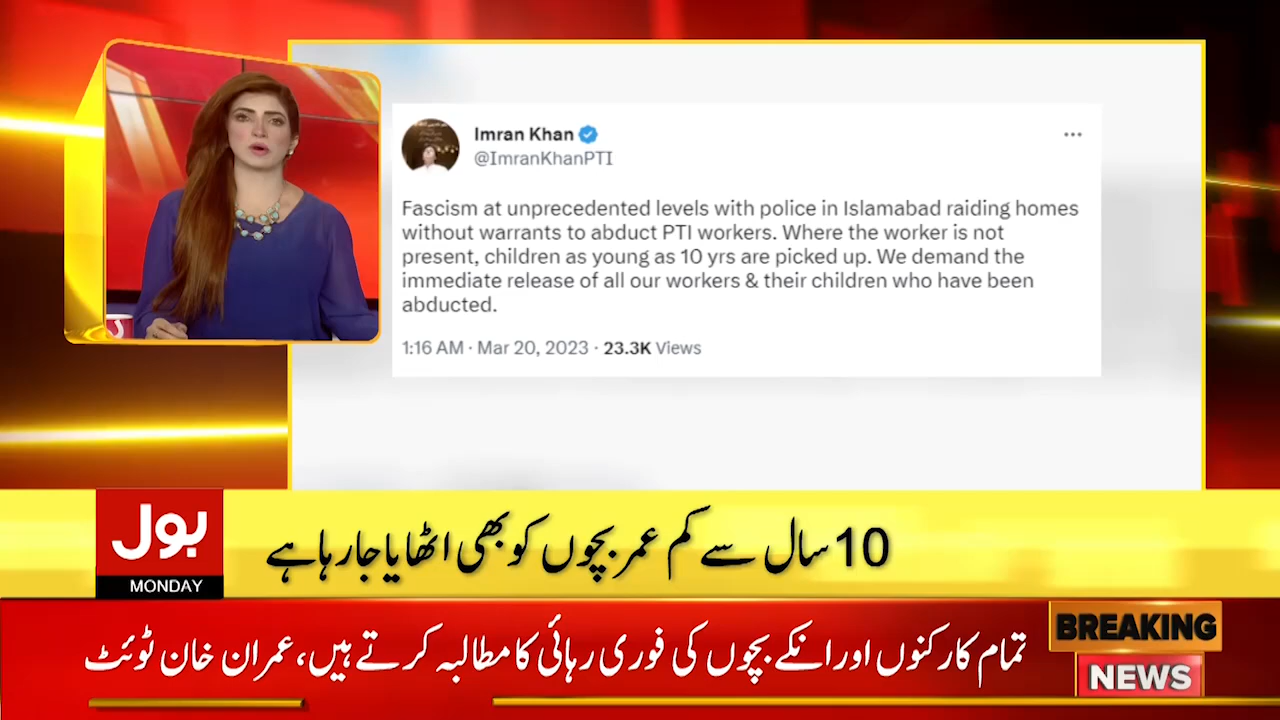 Imran Khan
@ImranKhanPTI
Fascism at unprecedented levels with police in Islamabad raiding homes
without warrants to abduct PTI workers. Where the worker is not
present, children as young as 10 yrs are picked up. We demand the
immediate release of all our workers & their children who have been
abducted.
1:16 AM · Mar 20, 2023 · 23.3K Views
بول
MONDAY
10 سال سے کم عمر بچوں کو بھی اٹھایا جا رہا ہے
BREAKING
NEWS
تمام کارکنوں اور انکے بچوں کی فوری رہائی کا مطالبہ کرتے ہیں، عمران خان ٹوئٹ